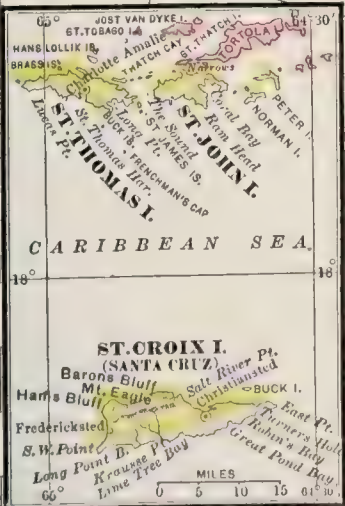 65°
JOST VAN DYKE I.
64°30'
ST. TOBAGO I.
ST. THATCH I.
TORTOLA
HANS LOLLIK IS.
THATCH CAY
BRASS IS.
Charlotte Amalie
Narrows
PETER I.
NORMAN I.
Coral Bay
Ram Head
ST. JOHN I.
The Sound
ST. JAMES IS.
Long Pt.
FRENCHMAN'S CAP
BUCK IS.
St. Thomas Har.
ST. THOMAS I.
Lucas Pt.
CARIBBEAN SEA.
18°
18°
ST. CROIX I.
(SANTA CRUZ)
Barons Bluff
Salt River Pt.
Mt. Eagle
Christiansted
BUCK I.
Hams Bluff
East Pt.
Fredericksted
Turners Hole
Robin's Bay
S.W. Point
Great Pond Bay
Long Point B.
Krausse Pt.
Lime Tree Bay
MILES
65°
0 5 10 15
64°30'